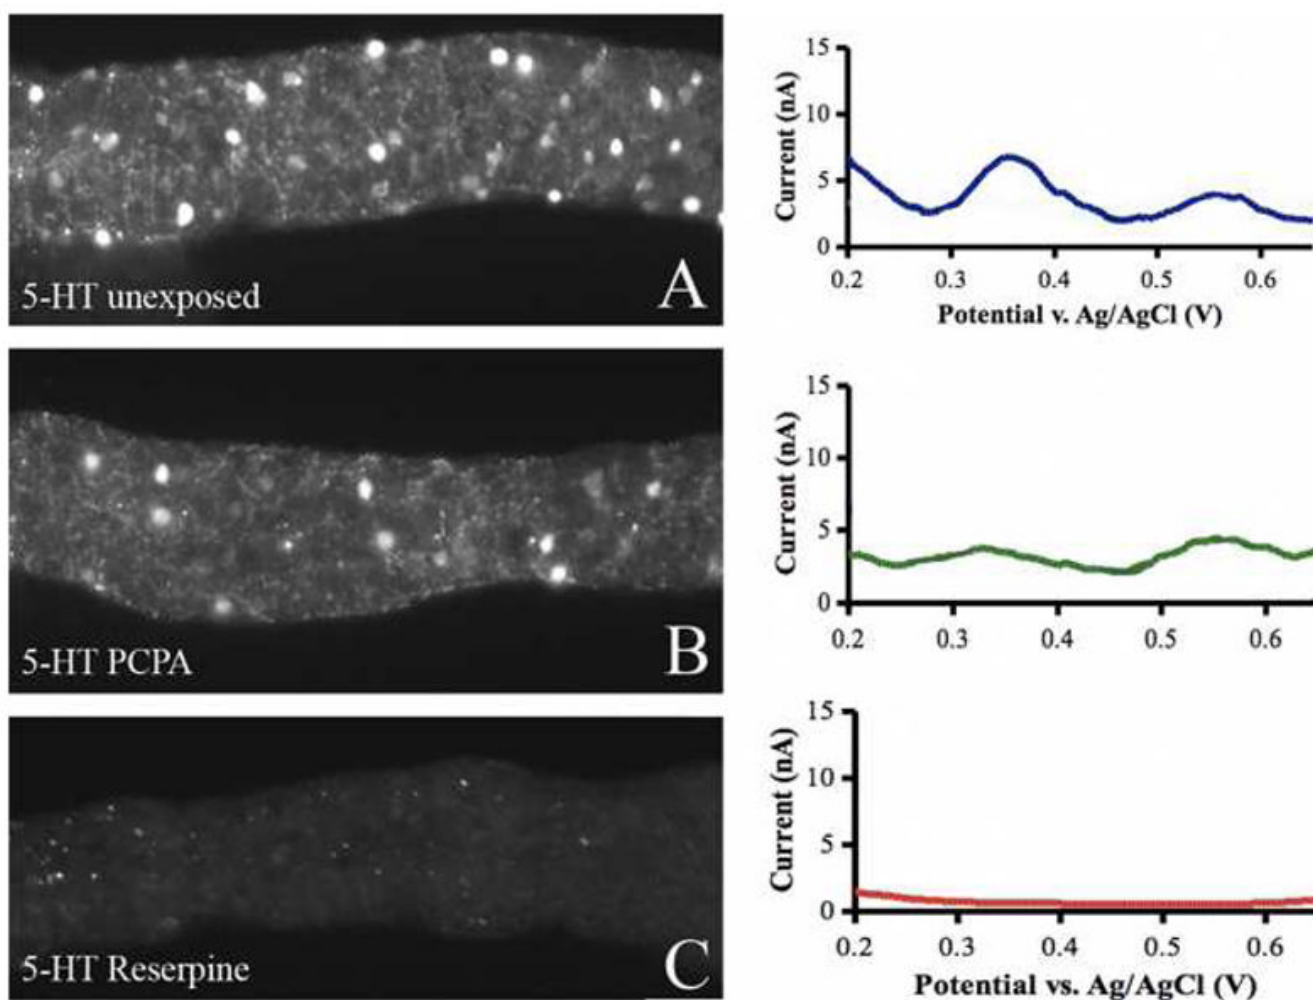 5-HT unexposed
A
15
10
5
0
Current (nA)
0.2 0.3 0.4 0.5 0.6
Potential v. Ag/AgCl (V)
5-HT PCPA
B
15
10
5
0
Current (nA)
0.2 0.3 0.4 0.5 0.6
5-HT Reserpine
C
15
10
5
0
Current (nA)
0.2 0.3 0.4 0.5 0.6
Potential vs. Ag/AgCl (V)